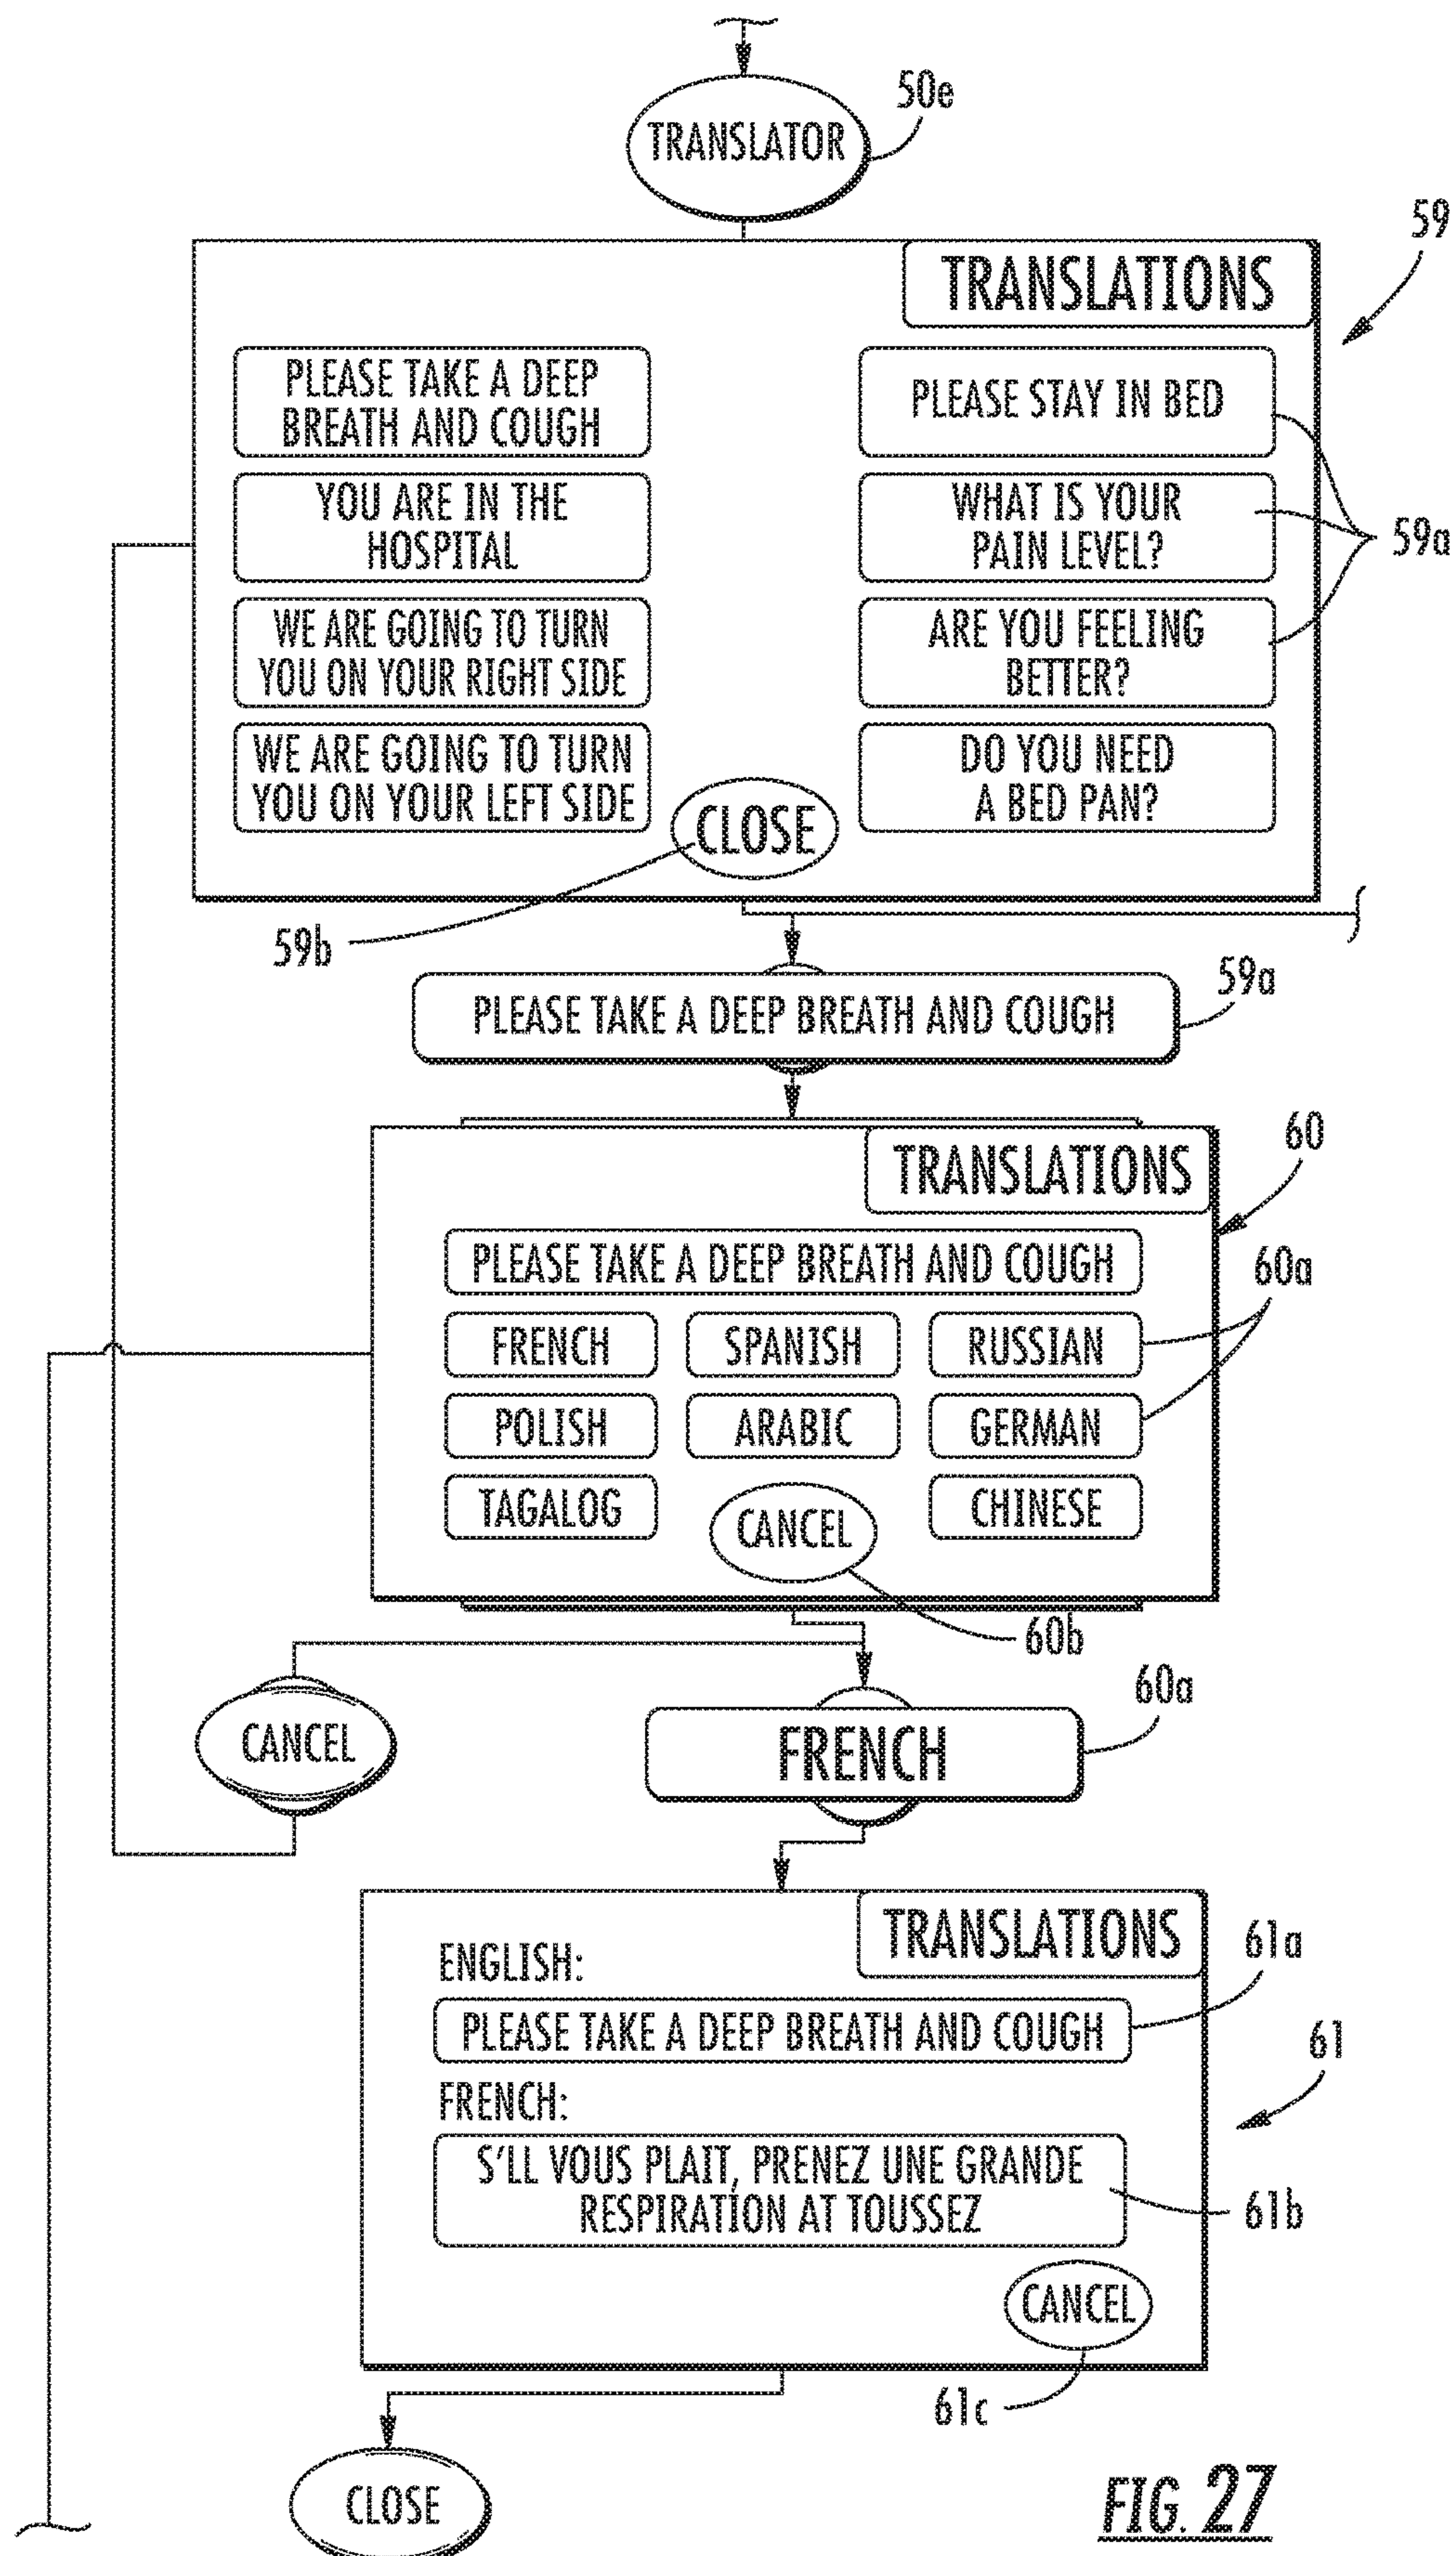 TRANSLATOR
50e
59
TRANSLATIONS
PLEASE TAKE A DEEP
BREATH AND COUGH
PLEASE STAY IN BED
YOU ARE IN THE
HOSPITAL
WHAT IS YOUR
PAIN LEVEL?
59a
WE ARE GOING TO TURN
YOU ON YOUR RIGHT SIDE
ARE YOU FEELING
BETTER?
WE ARE GOING TO TURN
YOU ON YOUR LEFT SIDE
DO YOU NEED
A BED PAN?
CLOSE
59b
PLEASE TAKE A DEEP BREATH AND COUGH
59a
60
TRANSLATIONS
PLEASE TAKE A DEEP BREATH AND COUGH
60a
FRENCH
SPANISH
RUSSIAN
POLISH
ARABIC
GERMAN
TAGALOG
CANCEL
CHINESE
60b
CANCEL
FRENCH
60a
TRANSLATIONS
61a
ENGLISH:
PLEASE TAKE A DEEP BREATH AND COUGH
61
FRENCH:
S'LL VOUS PLAIT, PRENEZ UNE GRANDE
RESPIRATION AT TOUSSEZ
61b
CANCEL
61c
CLOSE
FIG. 27